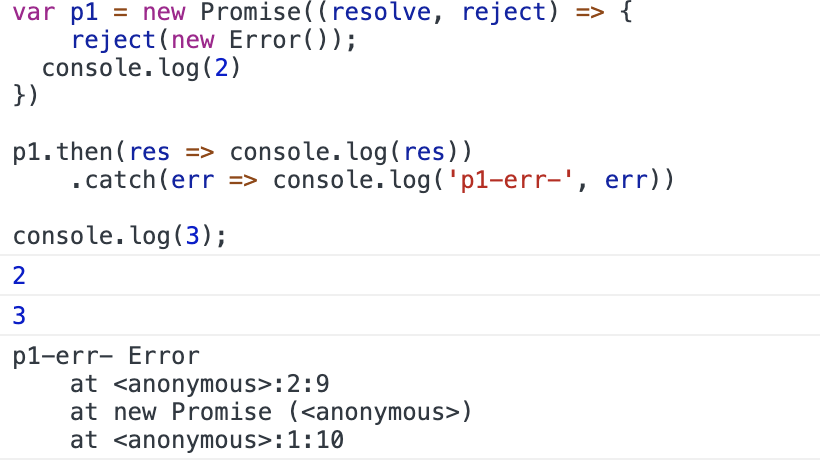 var p1 = new Promise((resolve, reject) => {
    reject(new Error());
  console.log(2)
})

p1.then(res => console.log(res))
    .catch(err => console.log('p1-err-', err))

console.log(3);
2
3
p1-err- Error
    at <anonymous>:2:9
    at new Promise (<anonymous>)
    at <anonymous>:1:10